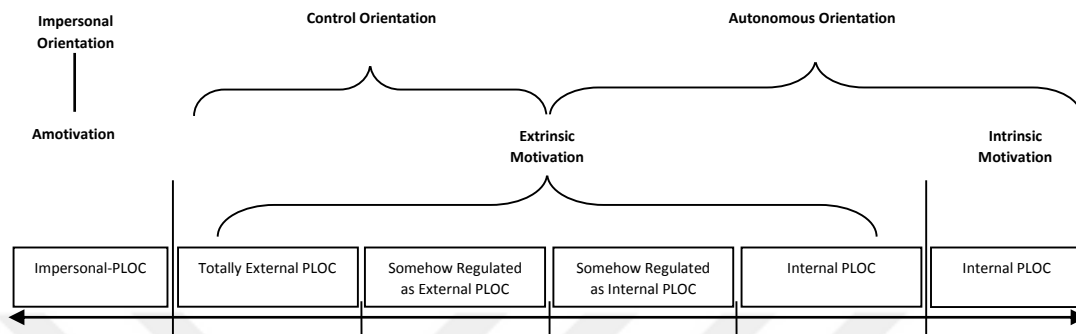 Impersonal
Orientation
Control Orientation
Autonomous Orientation
Amotivation
Extrinsic
Motivation
Intrinsic
Motivation
Impersonal-PLOC
Totally External PLOC
Somehow Regulated
as External PLOC
Somehow Regulated
as Internal PLOC
Internal PLOC
Internal PLOC